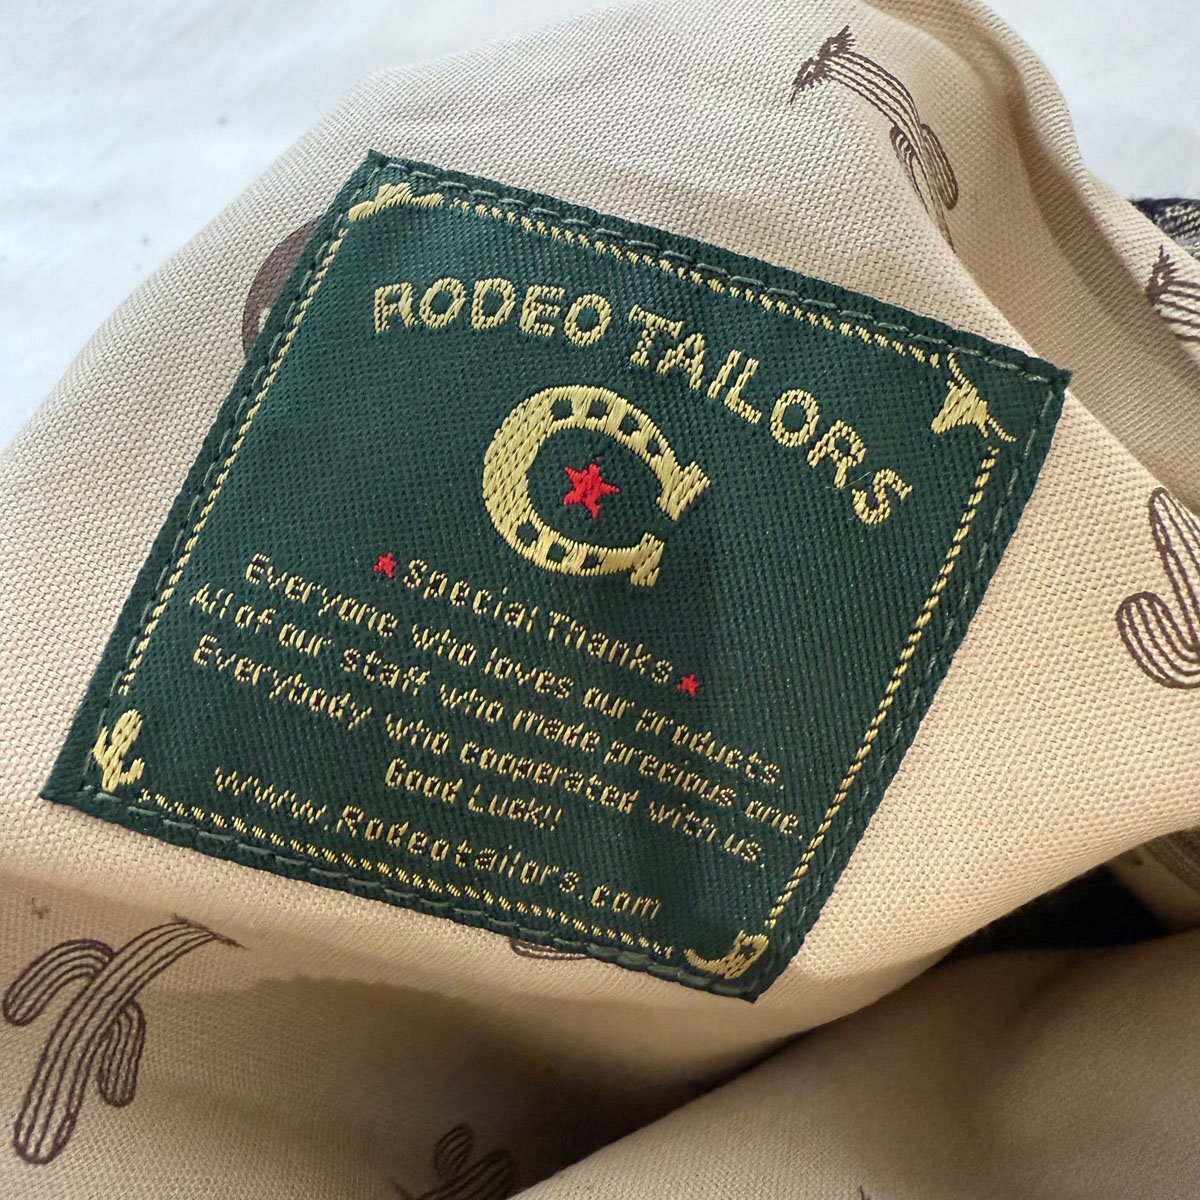 RODEO TAILORS
C
Special Thanks
Everyone who loves our products.
All of our staff who made precious one.
Everybody who cooperated with us.
Good Luck!!
www.Rodeotailors.com